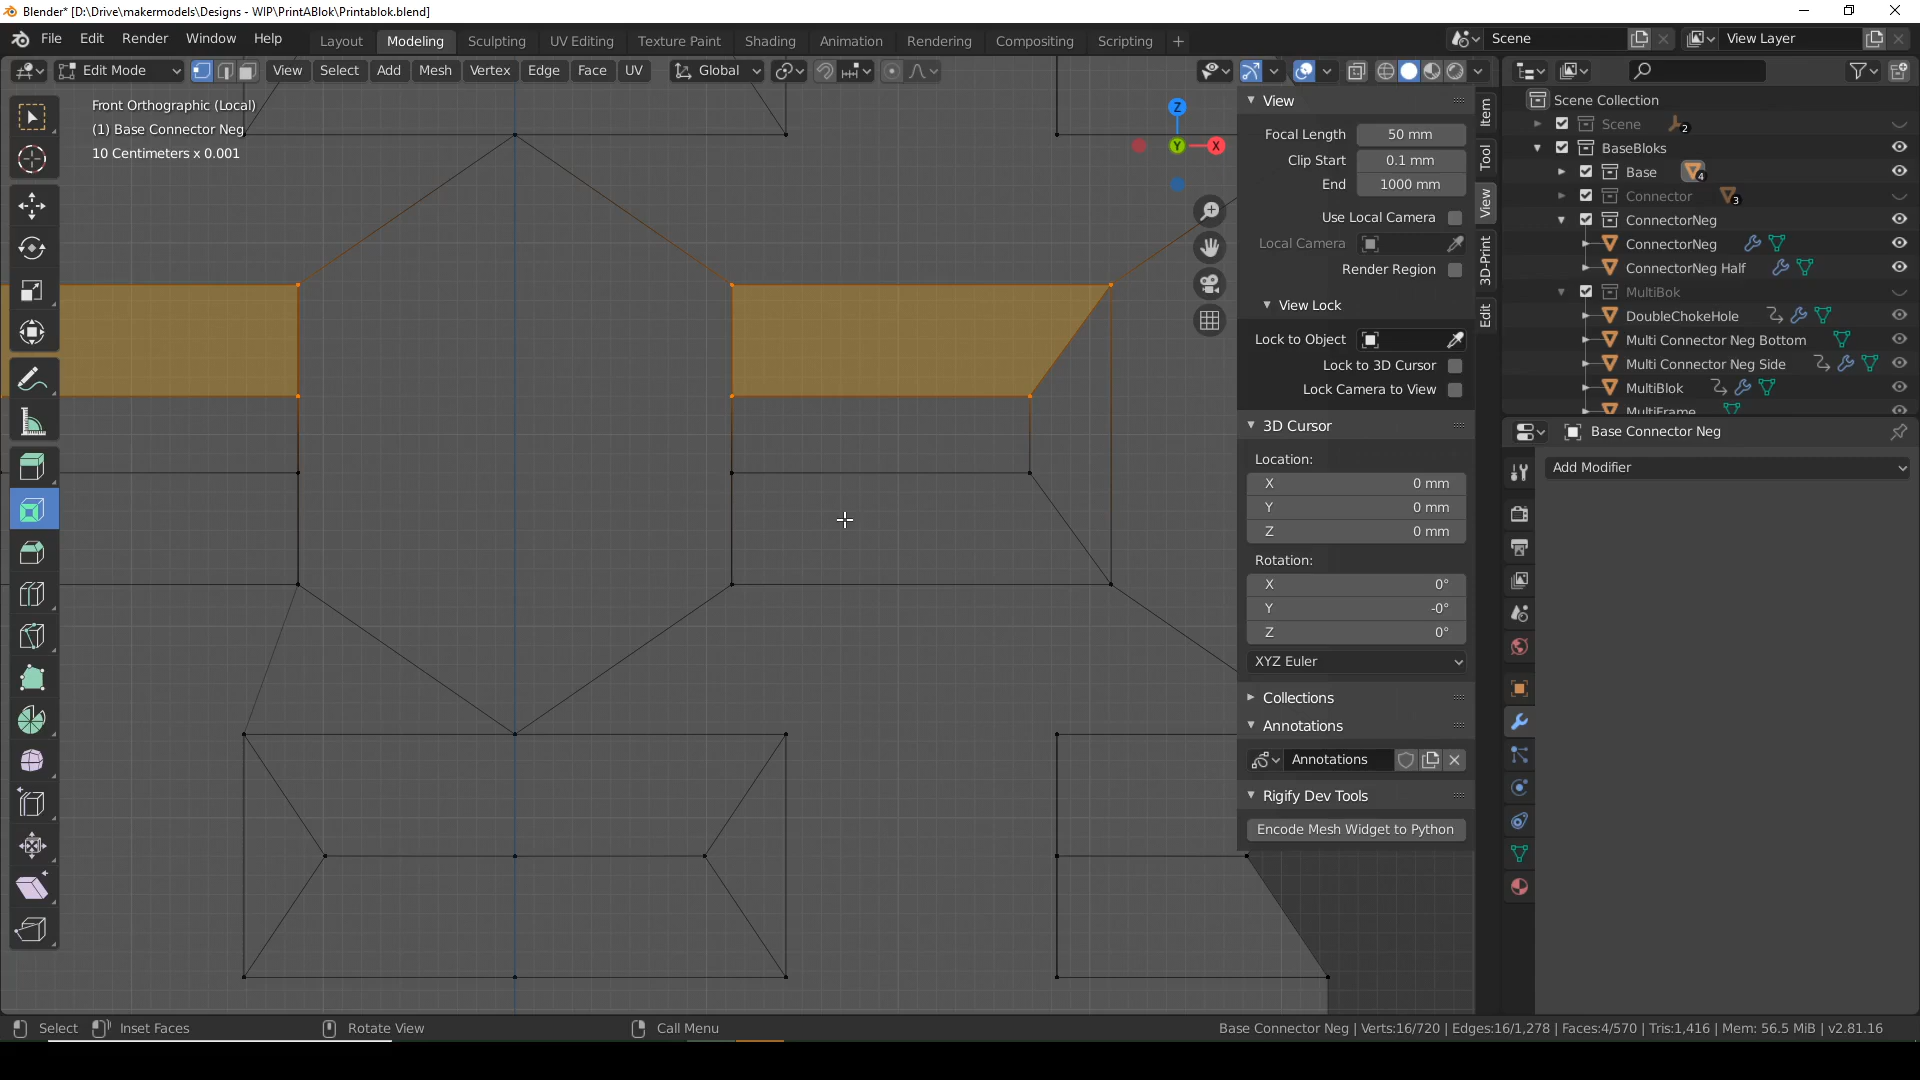 Blender* [D:\Drive\makermodels\Designs - WIP\PrintABlok\Printablok.blend]
File Edit Render Window Help Layout Modeling Sculpting UV Editing Texture Paint Shading Animation Rendering Compositing Scripting + Scene View Layer
Edit Mode View Select Add Mesh Vertex Edge Face UV Global
Front Orthographic (Local)
(1) Base Connector Neg
10 Centimeters x 0.001
Z
Y X
View
Focal Length 50 mm
Clip Start 0.1 mm
End 1000 mm
Use Local Camera
Local Camera
Render Region
View Lock
Lock to Object
Lock to 3D Cursor
Lock Camera to View
3D Cursor
Location:
X 0 mm
Y 0 mm
Z 0 mm
Rotation:
X 0°
Y -0°
Z 0°
XYZ Euler
Collections
Annotations
Annotations
Rigify Dev Tools
Encode Mesh Widget to Python
Item
Tool
View
3D-Print
Edit
Scene Collection
Scene 2
BaseBloks
Base 4
Connector 3
ConnectorNeg
ConnectorNeg
ConnectorNeg Half
MultiBok
DoubleChokeHole
Multi Connector Neg Bottom
Multi Connector Neg Side
MultiBlok
MultiFrame
Base Connector Neg
Add Modifier
Select Inset Faces Rotate View Call Menu Base Connector Neg | Verts:16/720 | Edges:16/1,278 | Faces:4/570 | Tris:1,416 | Mem: 56.5 MiB | v2.81.16